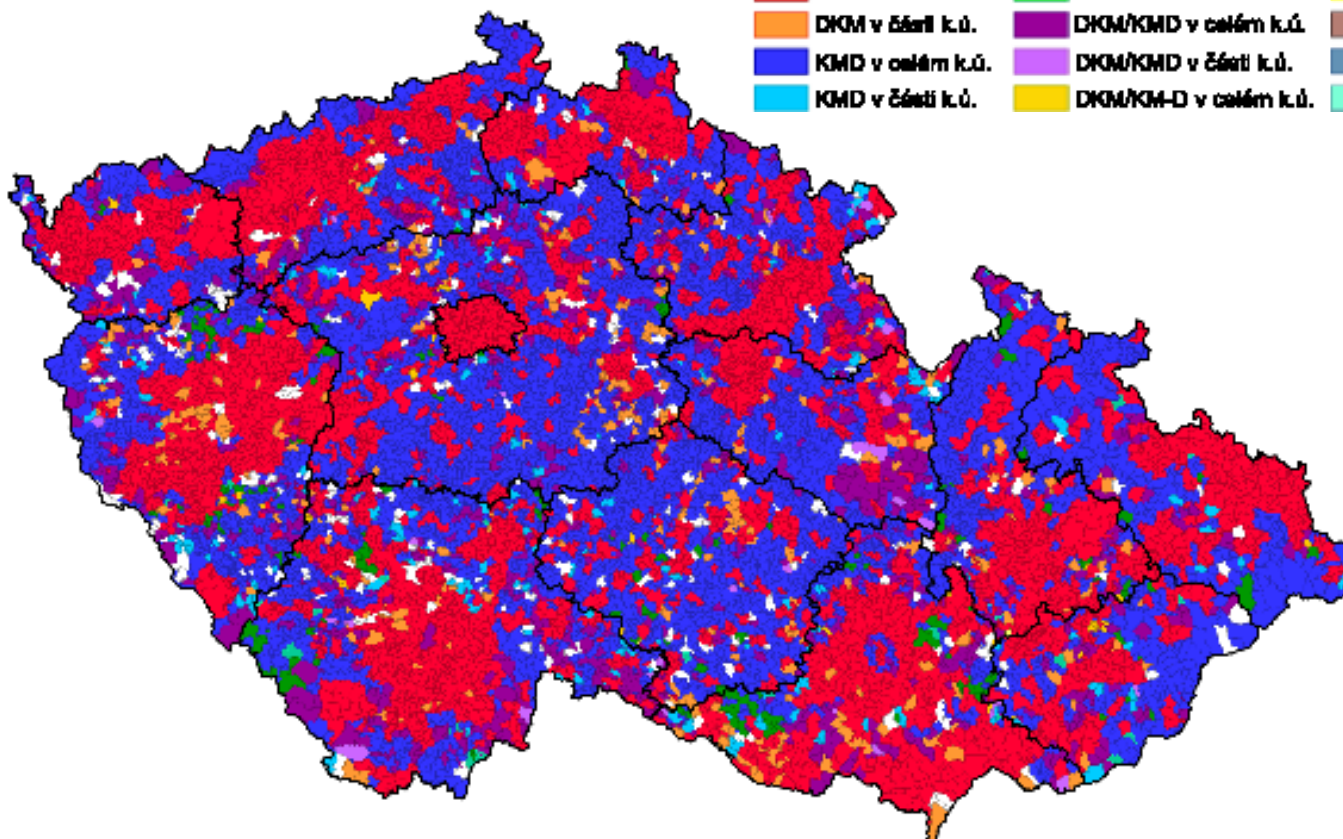 DKM v části k.ú.
DKM/KMD v celém k.ú.
KMD v celém k.ú.
DKM/KMD v části k.ú.
KMD v části k.ú.
DKM/KM-D v celém k.ú.